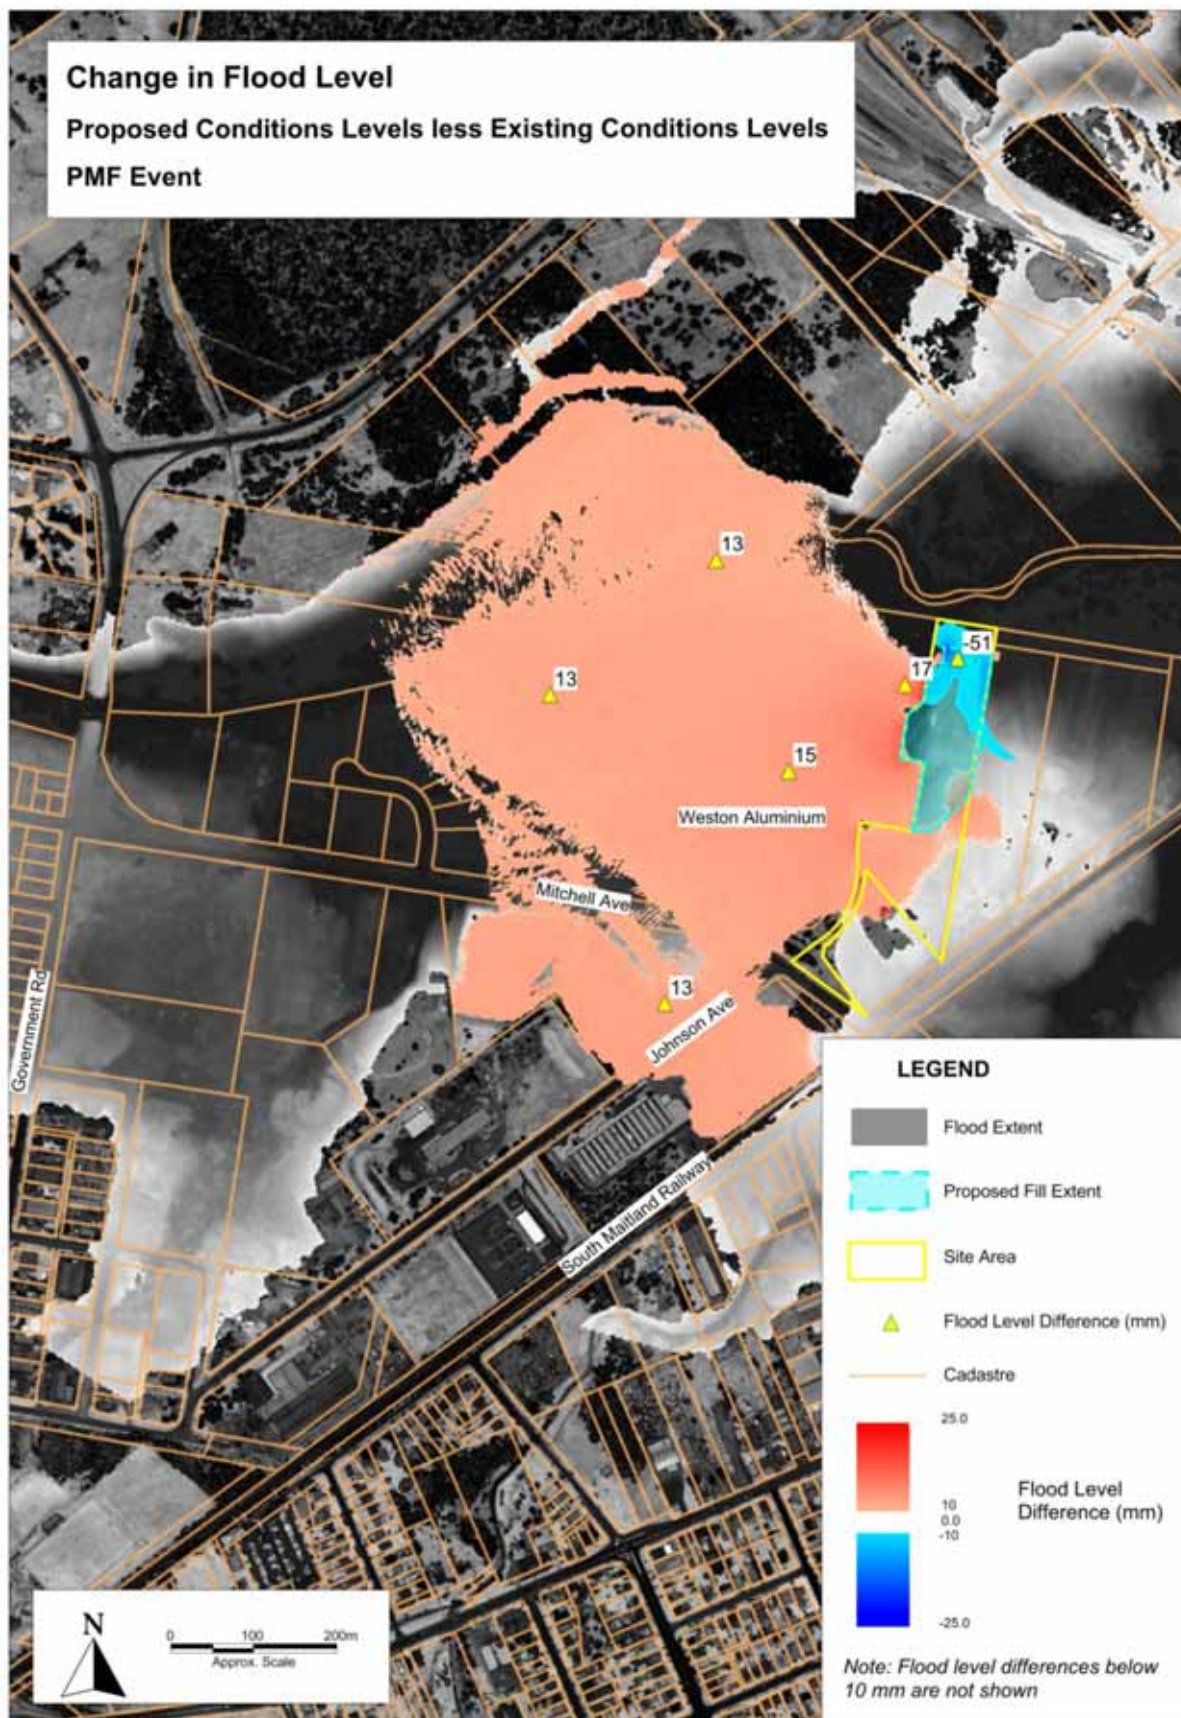 Change in Flood Level
Proposed Conditions Levels less Existing Conditions Levels
PMF Event
13
-51
17
13
15
Weston Aluminium
Mitchell Ave
13
Johnson Ave
Government Rd
South Maitland Railway
LEGEND
Flood Extent
Proposed Fill Extent
Site Area
Flood Level Difference (mm)
Cadastre
25.0
10
0.0
-10
-25.0
Flood Level
Difference (mm)
N
0 100 200m
Approx. Scale
Note: Flood level differences below
10 mm are not shown